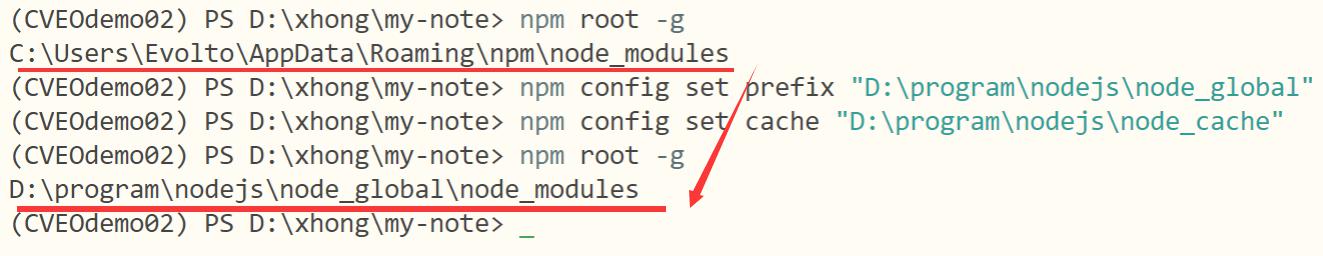 (CVEOdemo02) PS D:\xhong\my-note> npm root -g
C:\Users\Evolto\AppData\Roaming\npm\node_modules
(CVEOdemo02) PS D:\xhong\my-note> npm config set prefix "D:\program\nodejs\node_global"
(CVEOdemo02) PS D:\xhong\my-note> npm config set cache "D:\program\nodejs\node_cache"
(CVEOdemo02) PS D:\xhong\my-note> npm root -g
D:\program\nodejs\node_global\node_modules
(CVEOdemo02) PS D:\xhong\my-note> _